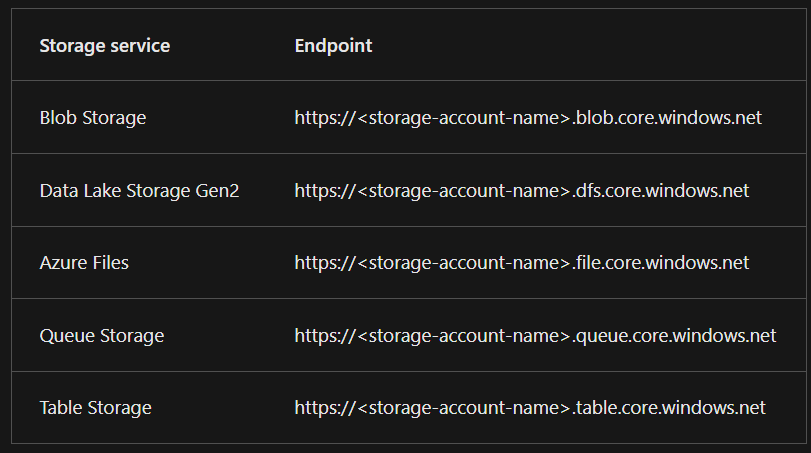 Storage service Endpoint
Blob Storage https://<storage-account-name>.blob.core.windows.net
Data Lake Storage Gen2 https://<storage-account-name>.dfs.core.windows.net
Azure Files https://<storage-account-name>.file.core.windows.net
Queue Storage https://<storage-account-name>.queue.core.windows.net
Table Storage https://<storage-account-name>.table.core.windows.net